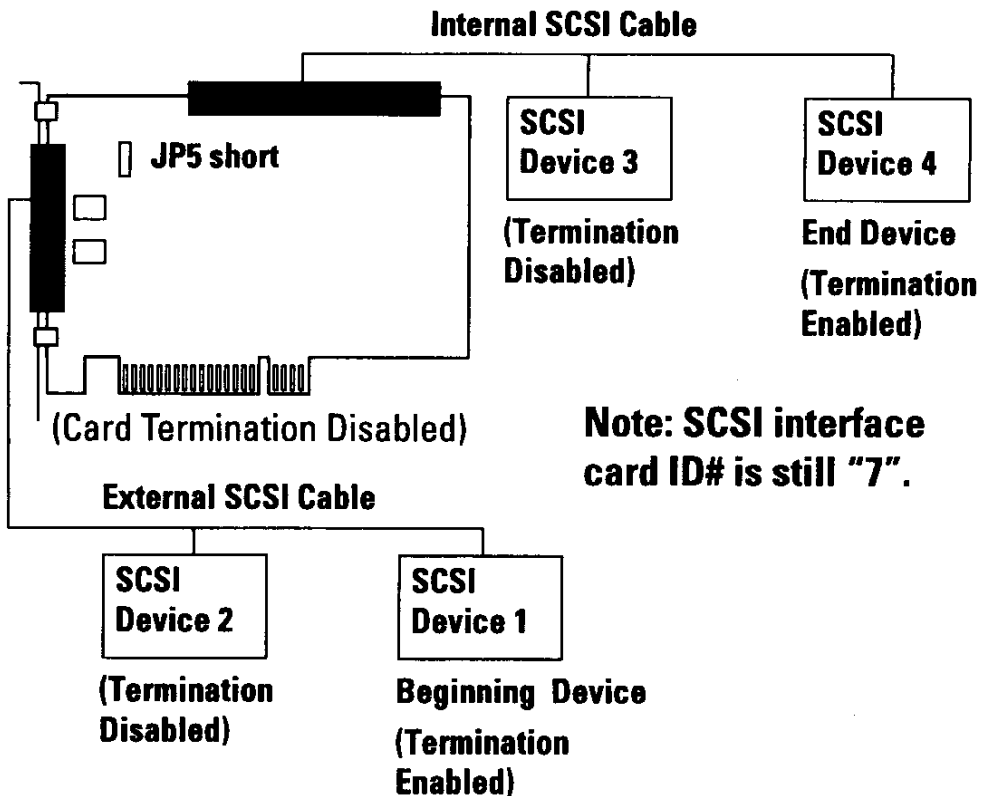 Internal SCSI Cable
JP5 short
SCSI
Device 3
(Termination
Disabled)
SCSI
Device 4
End Device
(Termination
Enabled)
(Card Termination Disabled)
Note: SCSI interface
card ID# is still "7".
External SCSI Cable
SCSI
Device 2
(Termination
Disabled)
SCSI
Device 1
Beginning Device
(Termination
Enabled)